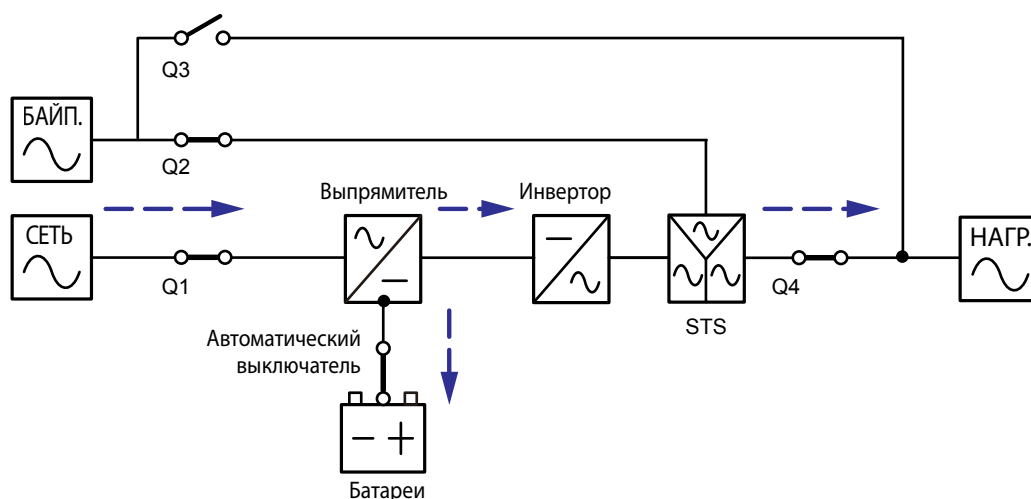 Q3
БАЙП.
Q2
Выпрямитель
Инвертор
СЕТЬ
НАГР.
Q1
Q4
STS
Автоматический
выключатель
Батареи